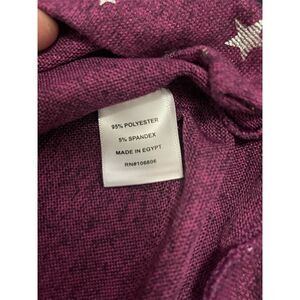 95% POLYESTER
5% SPANDEX
MADE IN EGYPT
RN#106806